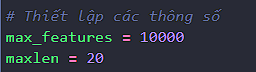 # Thiết lập các thông số
max_features = 10000
maxlen = 20